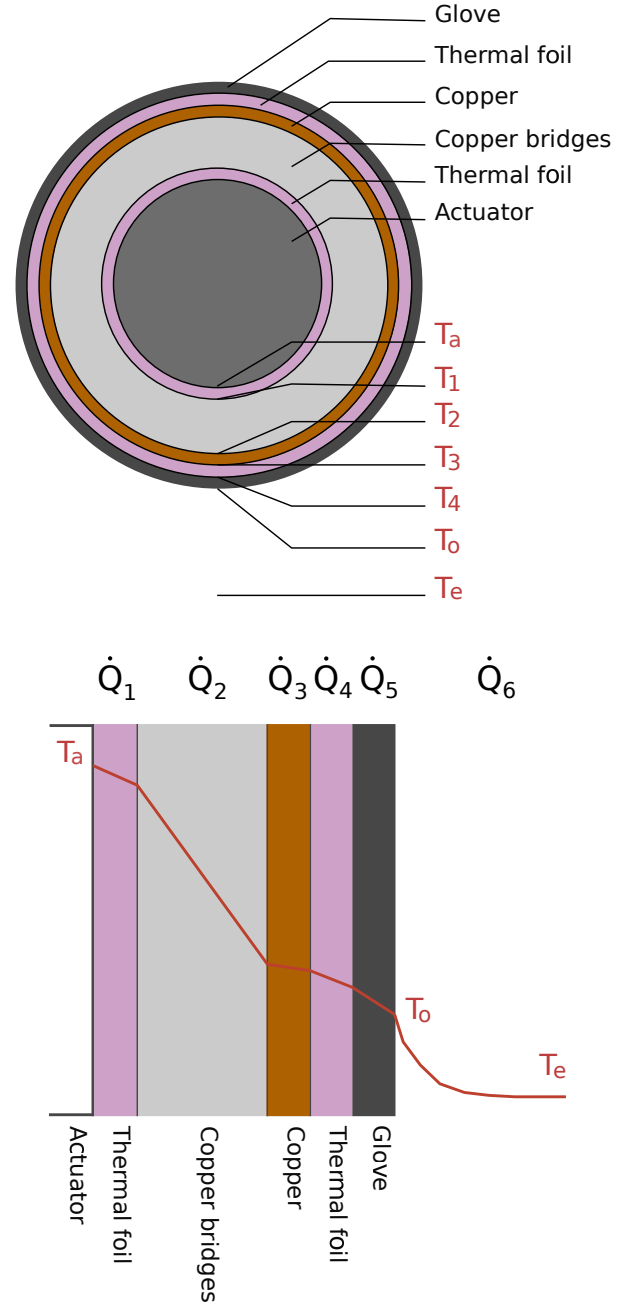 Glove
Thermal foil
Copper
Copper bridges
Thermal foil
Actuator
Ta
T1
T2
T3
T4
To
Te
Q̇1 Q̇2 Q̇3 Q̇4 Q̇5 Q̇6
Ta
To
Te
Actuator
Thermal foil
Copper bridges
Copper
Thermal foil
Glove